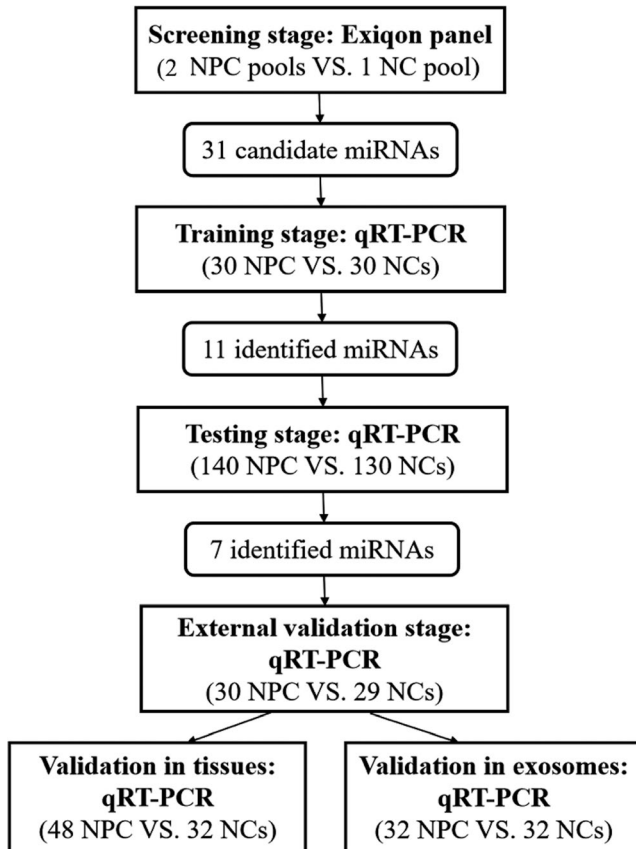 Screening stage: Exiqon panel
(2 NPC pools VS. 1 NC pool)
31 candidate miRNAs
Training stage: qRT-PCR
(30 NPC VS. 30 NCs)
11 identified miRNAs
Testing stage: qRT-PCR
(140 NPC VS. 130 NCs)
7 identified miRNAs
External validation stage:
qRT-PCR
(30 NPC VS. 29 NCs)
Validation in tissues:
qRT-PCR
(48 NPC VS. 32 NCs)
Validation in exosomes:
qRT-PCR
(32 NPC VS. 32 NCs)